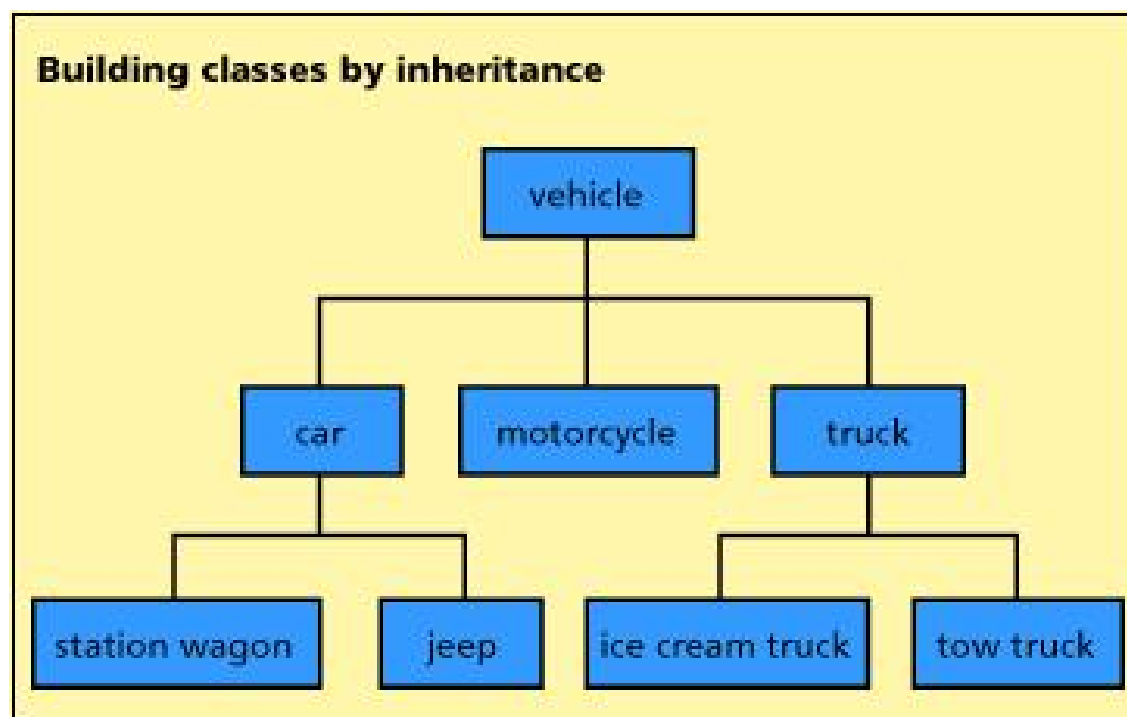 Building classes by inheritance
vehicle
car
motorcycle
truck
station wagon
jeep
ice cream truck
tow truck